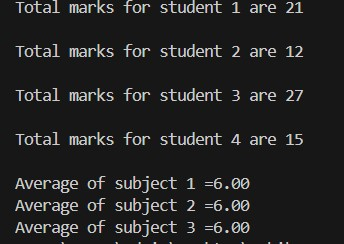 Total marks for student 1 are 21
Total marks for student 2 are 12
Total marks for student 3 are 27
Total marks for student 4 are 15
Average of subject 1 =6.00
Average of subject 2 =6.00
Average of subject 3 =6.00